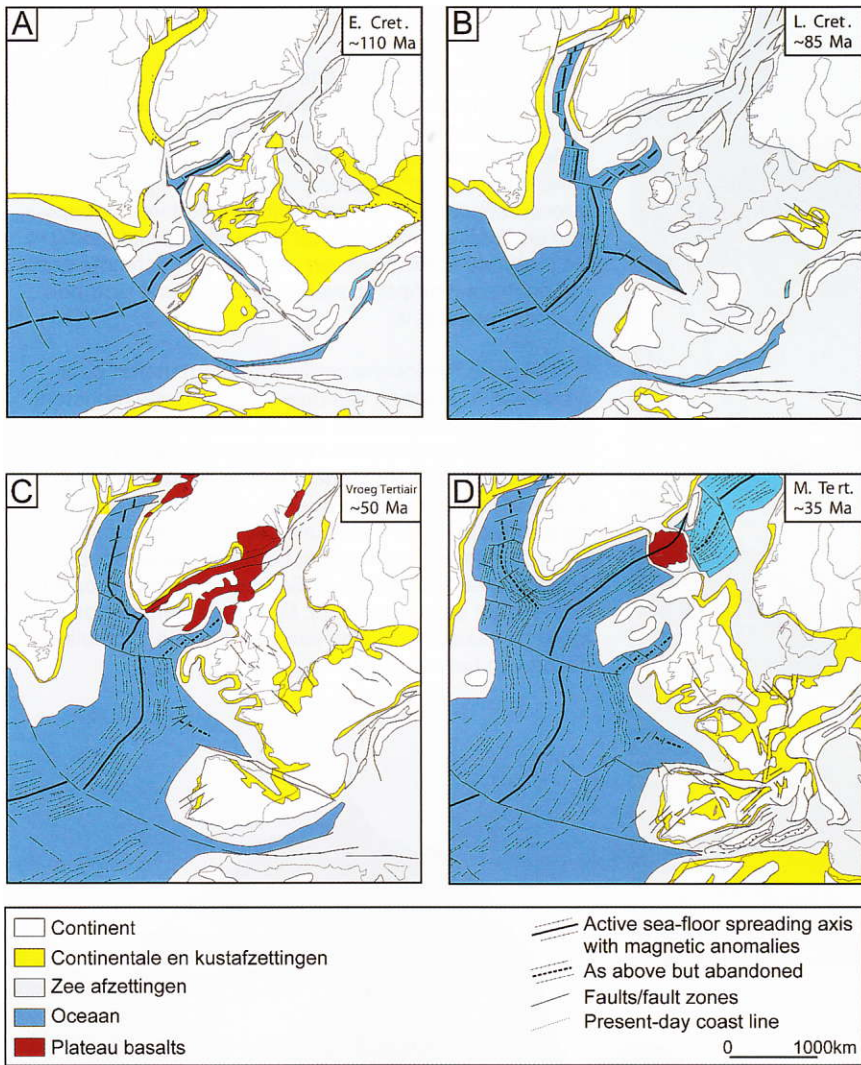 A
E. Cret.
~110 Ma
B
L. Cret.
~85 Ma
C
Vroeg Tertiair
~50 Ma
D
M. Tert.
~35 Ma
Continent
Continentale en kustafzettingen
Zee afzettingen
Oceaan
Plateau basalts
Active sea-floor spreading axis
with magnetic anomalies
As above but abandoned
Faults/fault zones
Present-day coast line
0 1000km